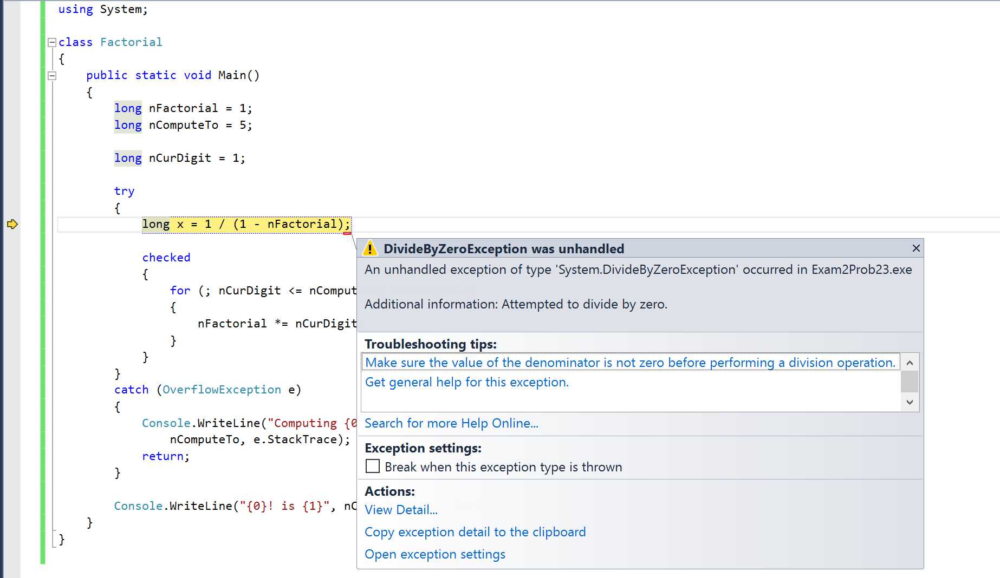 using System;
class Factorial
{
public static void Main()
{
long nFactorial = 1;
long nComputeTo = 5;
long nCurDigit = 1;
try
{
long x = 1 / (1 - nFactorial);
checked
{
for (; nCurDigit <= nComput
{
nFactorial *= nCurDigit
}
}
}
catch (OverflowException e)
{
Console.WriteLine("Computing {0
nComputeTo, e.StackTrace);
return;
}
Console.WriteLine("{0}! is {1}", nC
}
}
DivideByZeroException was unhandled
An unhandled exception of type 'System.DivideByZeroException' occurred in Exam2Prob23.exe
Additional information: Attempted to divide by zero.
Troubleshooting tips:
Make sure the value of the denominator is not zero before performing a division operation.
Get general help for this exception.
Search for more Help Online...
Exception settings:
Break when this exception type is thrown
Actions:
View Detail...
Copy exception detail to the clipboard
Open exception settings